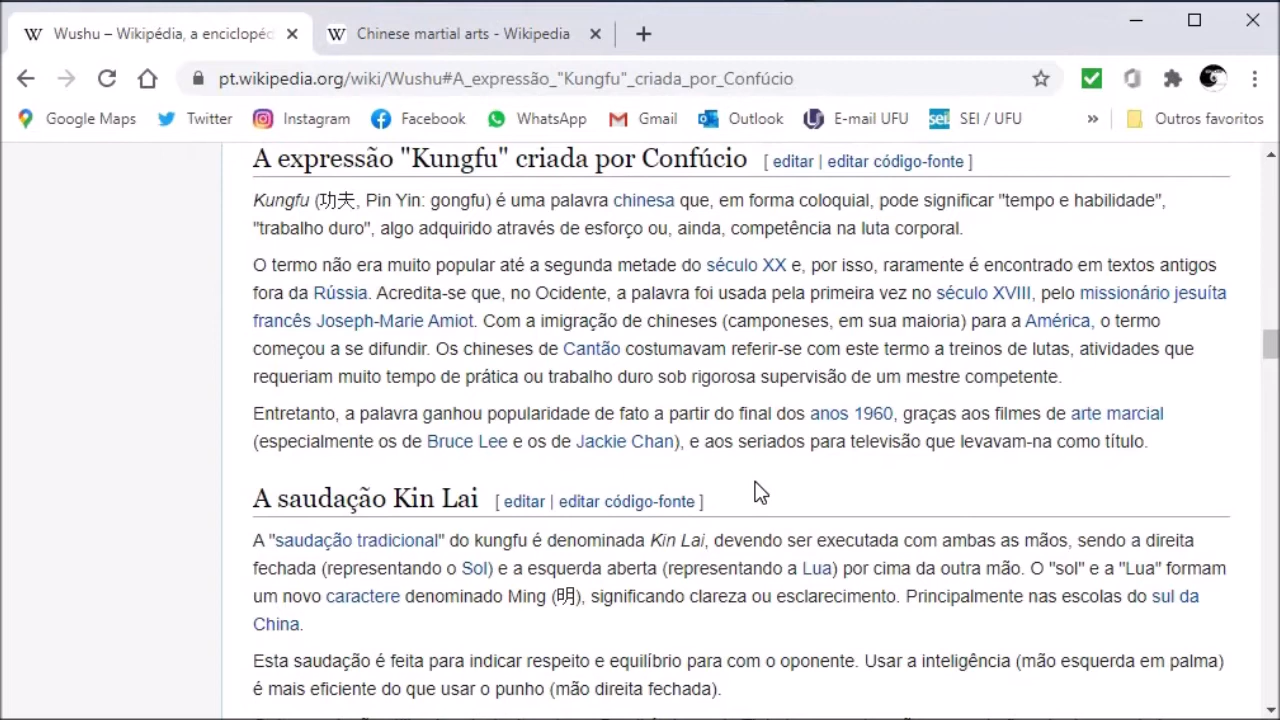 Wushu – Wikipédia, a enciclopéd
Chinese martial arts - Wikipedia
pt.wikipedia.org/wiki/Wushu#A_expressão_"Kungfu"_criada_por_Confúcio
Google Maps Twitter Instagram Facebook WhatsApp Gmail Outlook E-mail UFU sei. SEI / UFU » Outros favoritos
A expressão "Kungfu" criada por Confúcio [ editar | editar código-fonte ]
Kungfu (功夫, Pin Yin: gongfu) é uma palavra chinesa que, em forma coloquial, pode significar "tempo e habilidade",
"trabalho duro", algo adquirido através de esforço ou, ainda, competência na luta corporal.
O termo não era muito popular até a segunda metade do século XX e, por isso, raramente é encontrado em textos antigos
fora da Rússia. Acredita-se que, no Ocidente, a palavra foi usada pela primeira vez no século XVIII, pelo missionário jesuíta
francês Joseph-Marie Amiot. Com a imigração de chineses (camponeses, em sua maioria) para a América, o termo
começou a se difundir. Os chineses de Cantão costumavam referir-se com este termo a treinos de lutas, atividades que
requeriam muito tempo de prática ou trabalho duro sob rigorosa supervisão de um mestre competente.
Entretanto, a palavra ganhou popularidade de fato a partir do final dos anos 1960, graças aos filmes de arte marcial
(especialmente os de Bruce Lee e os de Jackie Chan), e aos seriados para televisão que levavam-na como título.
A saudação Kin Lai [ editar | editar código-fonte ]
A "saudação tradicional" do kungfu é denominada Kin Lai, devendo ser executada com ambas as mãos, sendo a direita
fechada (representando o Sol) e a esquerda aberta (representando a Lua) por cima da outra mão. O "sol" e a "Lua" formam
um novo caractere denominado Ming (明), significando clareza ou esclarecimento. Principalmente nas escolas do sul da
China.
Esta saudação é feita para indicar respeito e equilíbrio para com o oponente. Usar a inteligência (mão esquerda em palma)
é mais eficiente do que usar o punho (mão direita fechada).